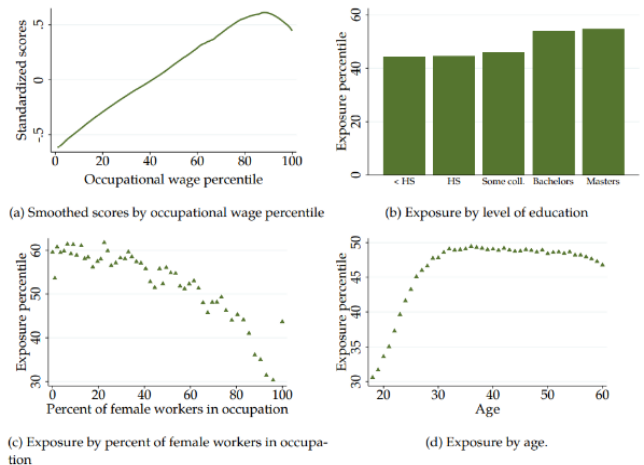 Standardized scores
.5
0
-.5
0 20 40 60 80 100
Occupational wage percentile
(a) Smoothed scores by occupational wage percentile
Exposure percentile
60
40
20
0
< HS HS Some coll. Bachelors Masters
(b) Exposure by level of education
Exposure percentile
60
50
40
30
0 20 40 60 80 100
Percent of female workers in occupation
(c) Exposure by percent of female workers in occupa-
tion
Exposure percentile
50
45
40
35
30
20 30 40 50 60
Age
(d) Exposure by age.